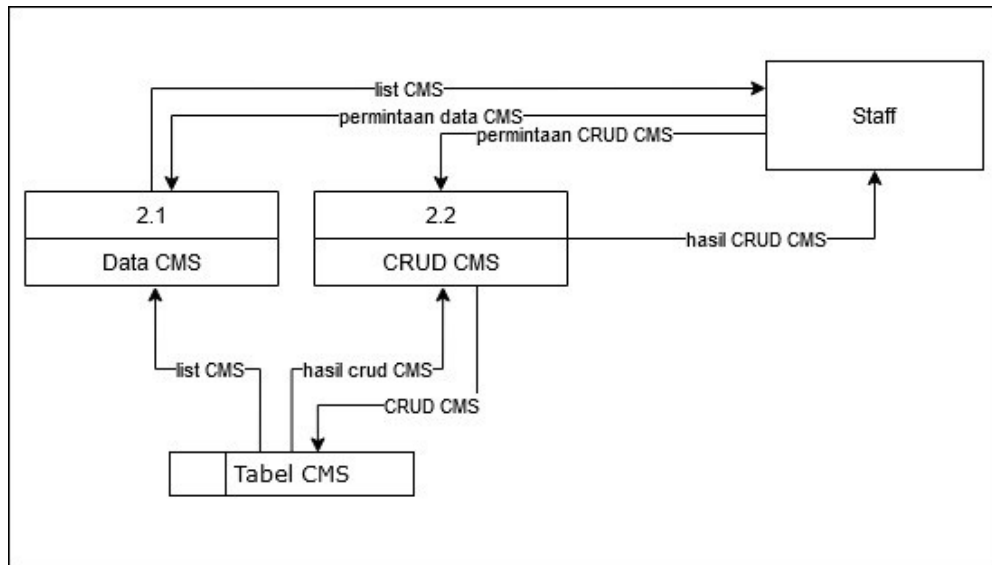 list CMS
Staff
permintaan data CMS
permintaan CRUD CMS
2.1
2.2
hasil CRUD CMS
Data CMS
CRUD CMS
list CMS
hasil crud CMS
CRUD CMS
Tabel CMS